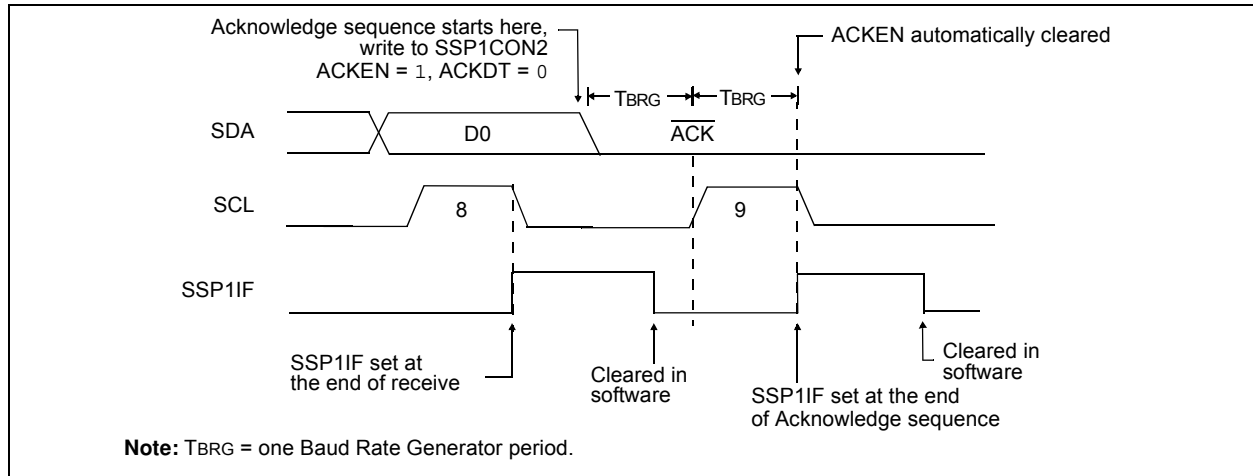 Acknowledge sequence starts here,
write to SSP1CON2
ACKEN = 1, ACKDT = 0
ACKEN automatically cleared
TBRG
TBRG
SDA
D0
ACK
SCL
8
9
SSP1IF
SSP1IF set at
the end of receive
Cleared in
software
SSP1IF set at the end
of Acknowledge sequence
Cleared in
software
Note: TBRG = one Baud Rate Generator period.